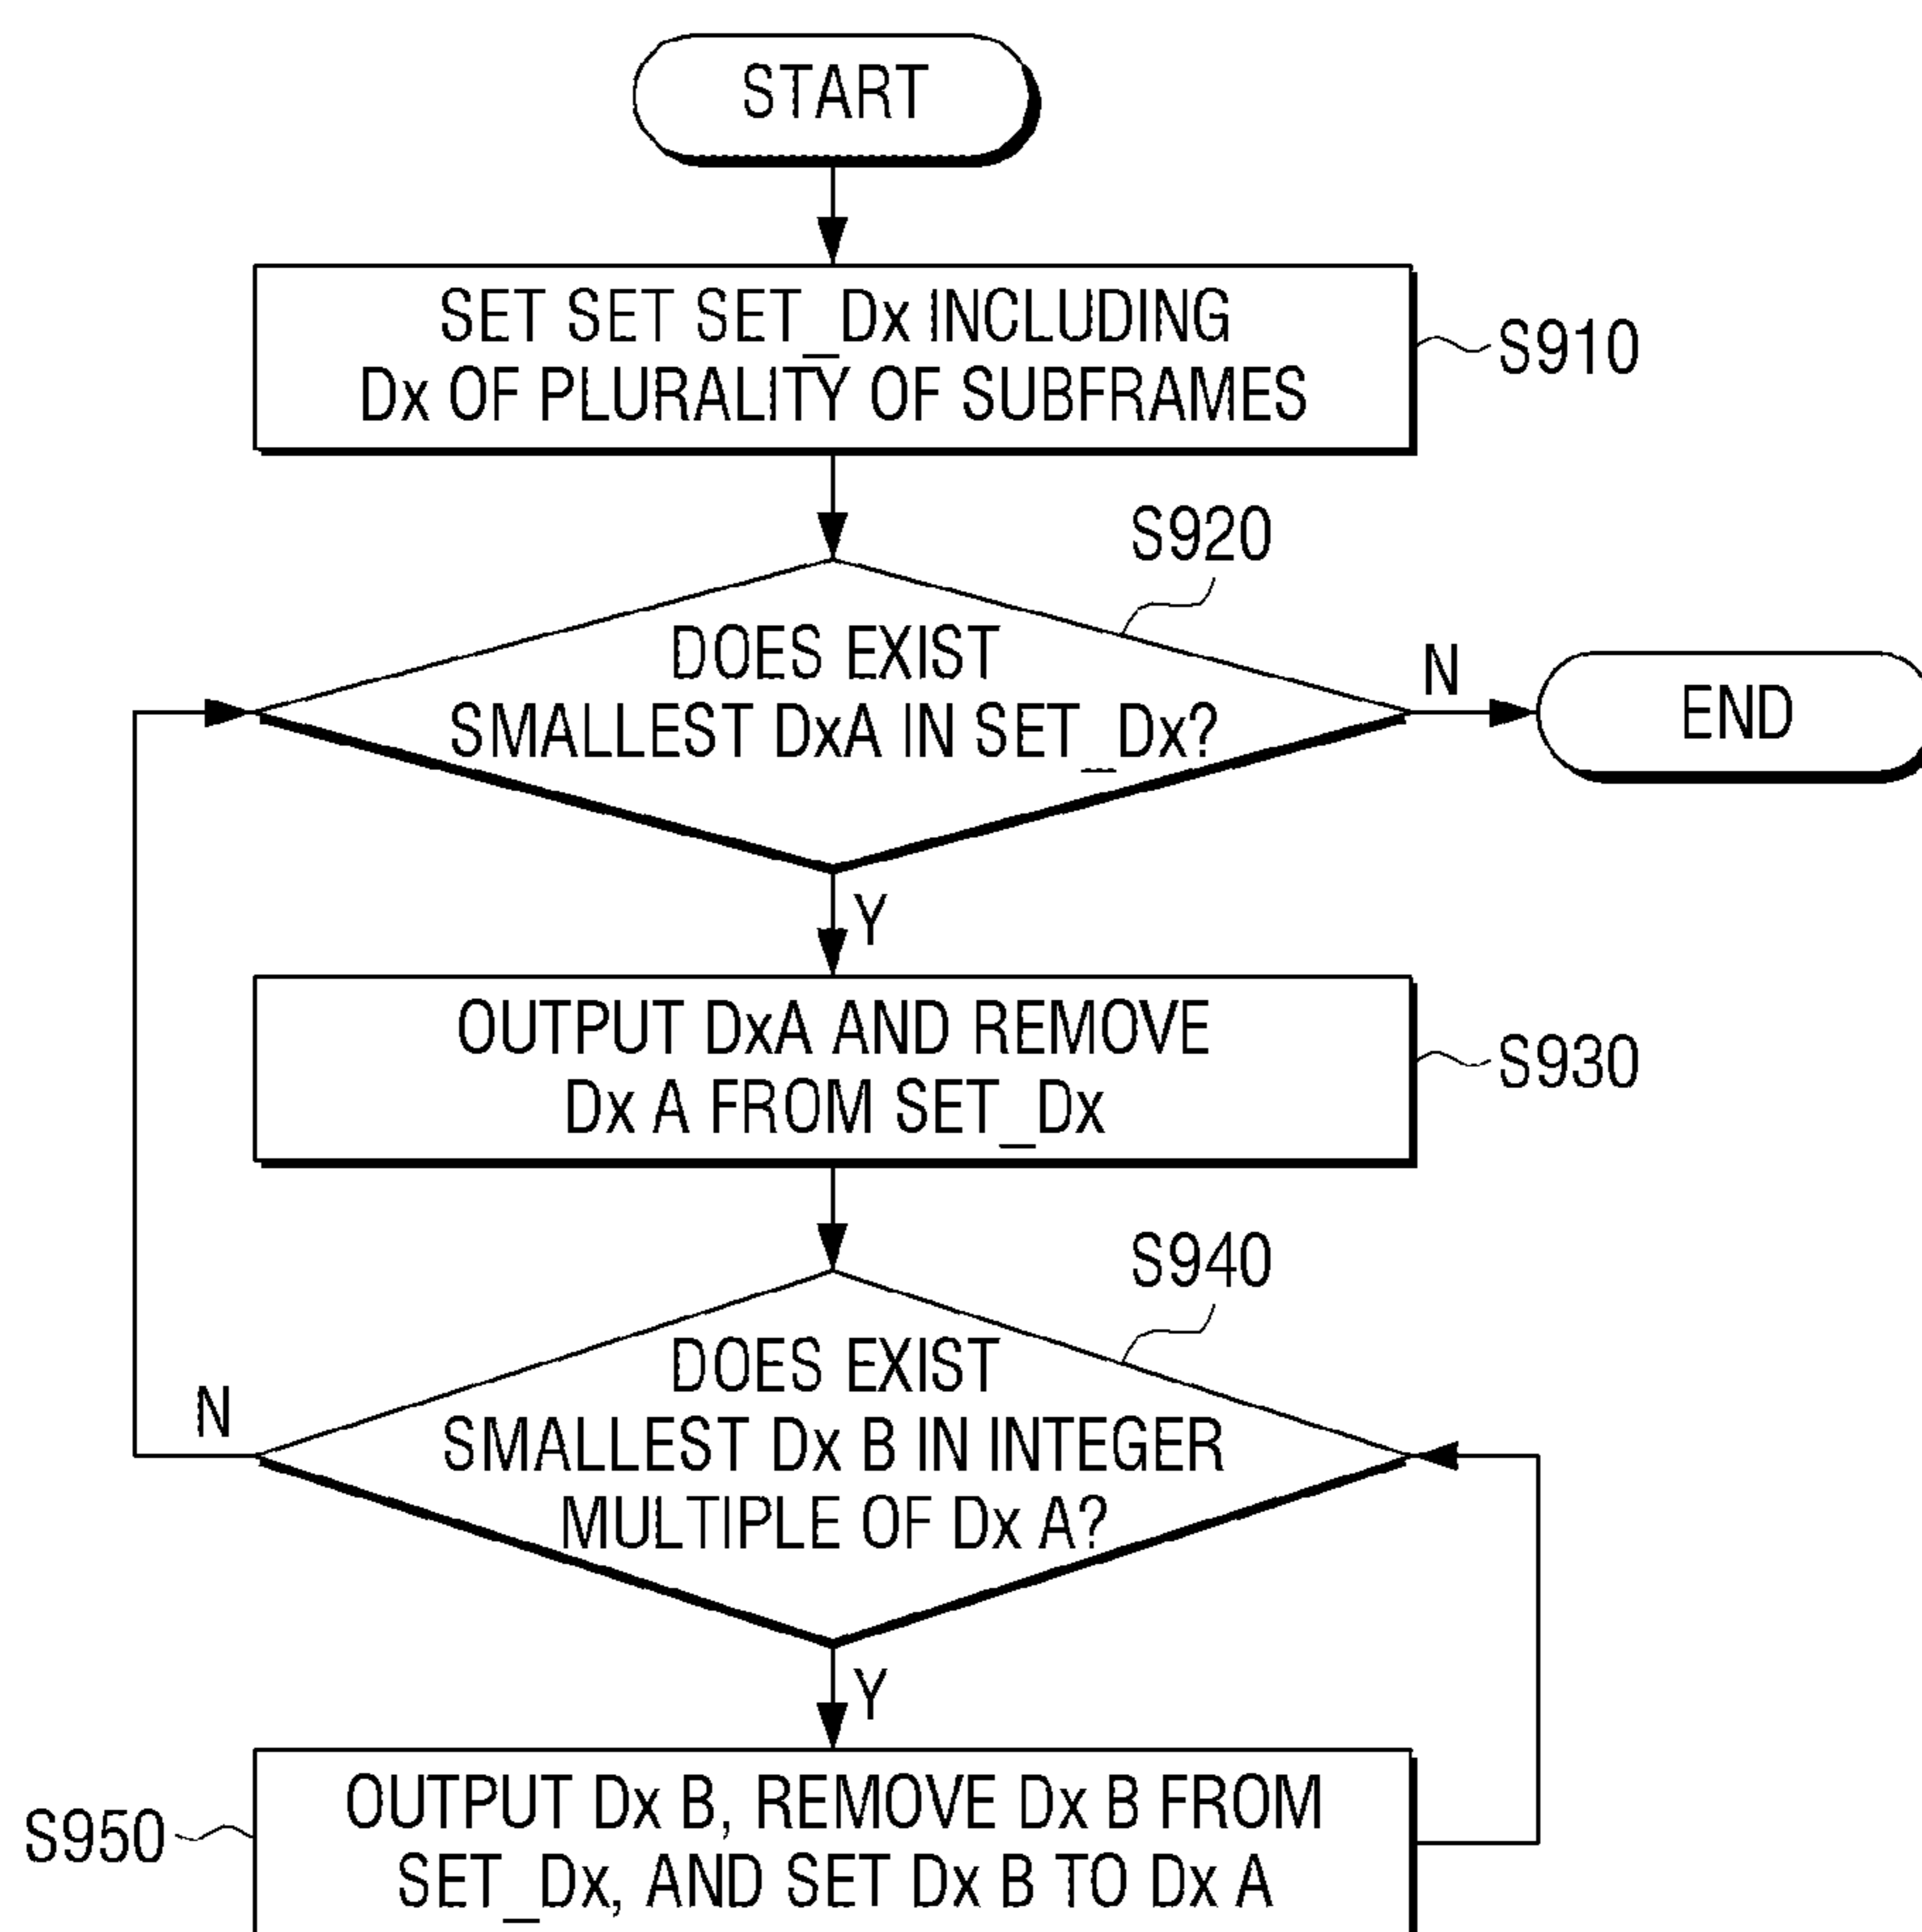 START
SET SET SET_Dx INCLUDING
Dx OF PLURALITY OF SUBFRAMES
S910
S920
DOES EXIST
SMALLEST DxA IN SET_Dx?
N
END
Y
OUTPUT DxA AND REMOVE
Dx A FROM SET_Dx
S930
S940
DOES EXIST
SMALLEST Dx B IN INTEGER
MULTIPLE OF Dx A?
N
Y
OUTPUT Dx B, REMOVE Dx B FROM
SET_Dx, AND SET Dx B TO Dx A
S950